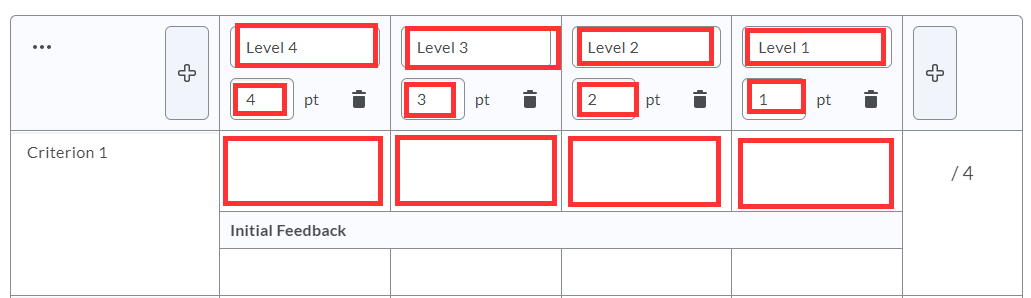 ... Level 4 Level 3 Level 2 Level 1
4 pt 3 pt 2 pt 1 pt
Criterion 1 / 4
Initial Feedback